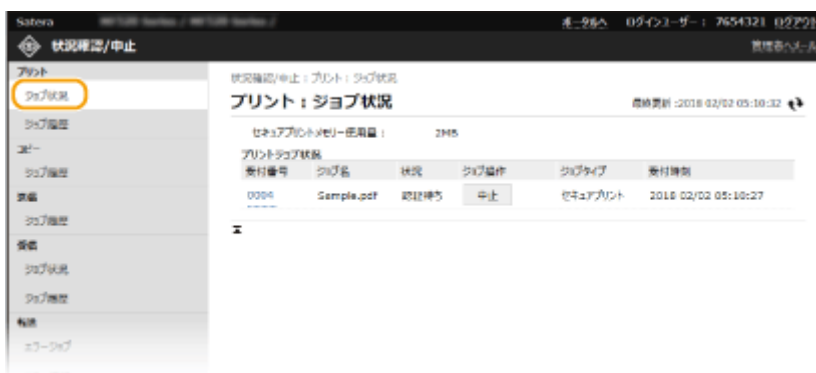 Satera
ポータルへ ログインユーザー： 7654321 ログアウト
状況確認/中止
管理者へメール
プリント
ジョブ状況
ジョブ履歴
コピー
ジョブ履歴
送信
ジョブ履歴
受信
ジョブ状況
ジョブ履歴
転送
エラージョブ
状況確認/中止：プリント：ジョブ状況
プリント：ジョブ状況
最終更新 :2018 02/02 05:10:32
セキュアプリントメモリー使用量： 2MB
プリントジョブ状況
受付番号 ジョブ名 状況 ジョブ操作 ジョブタイプ 受付時刻
0004 Sample.pdf 認証待ち 中止 セキュアプリント 2018 02/02 05:10:27